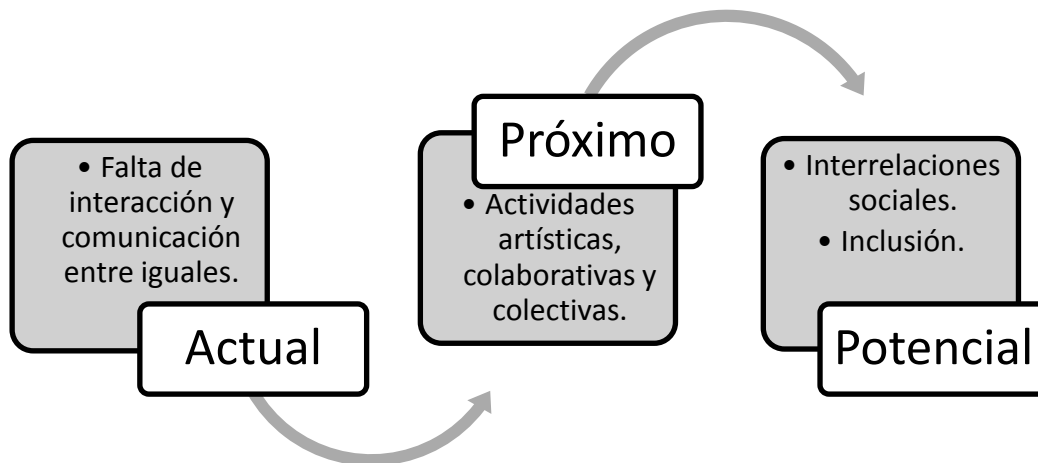 • Falta de
interacción y
comunicación
entre iguales.
Actual
Próximo
• Actividades
artísticas,
colaborativas y
colectivas.
• Interrelaciones
sociales.
• Inclusión.
Potencial